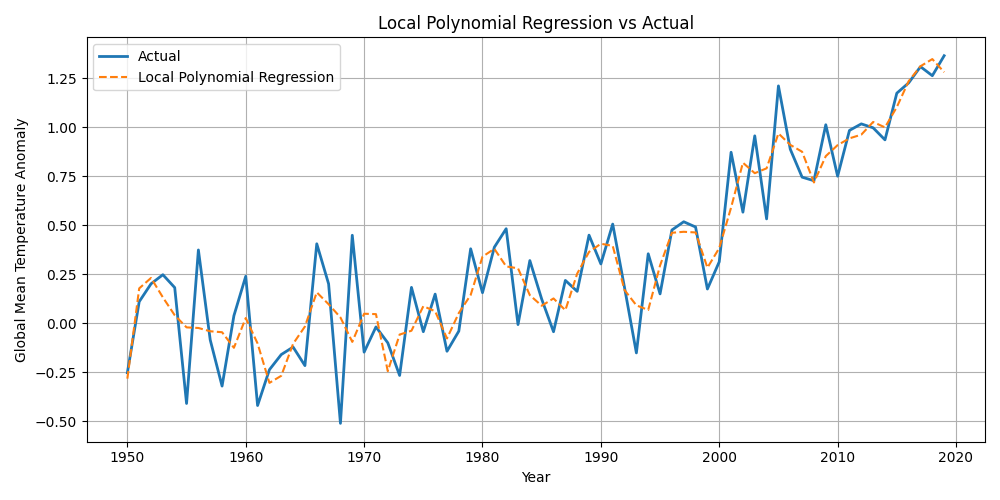 Local Polynomial Regression vs Actual
Actual
Local Polynomial Regression
Global Mean Temperature Anomaly
1.25
1.00
0.75
0.50
0.25
0.00
−0.25
−0.50
1950 1960 1970 1980 1990 2000 2010 2020
Year